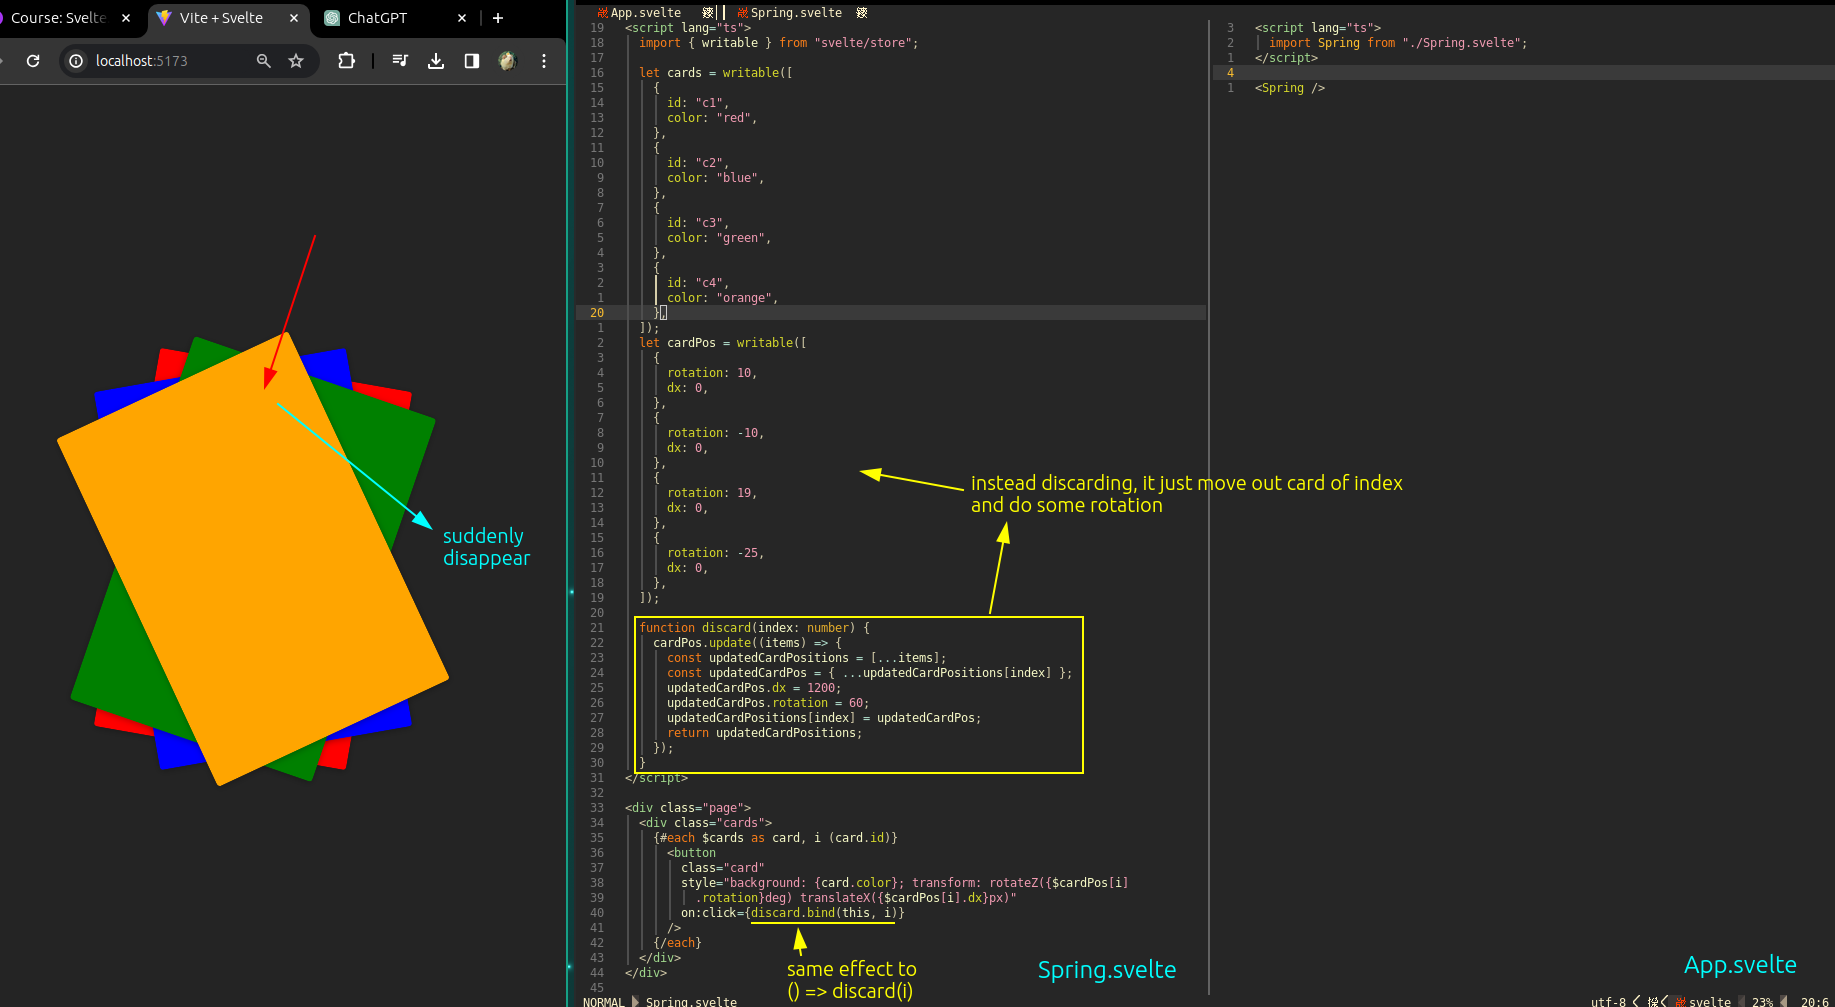 Course: Svelte
Vite + Svelte
ChatGPT
localhost:5173
App.svelte
Spring.svelte
19 <script lang="ts">
18 import { writable } from "svelte/store";
17
16 let cards = writable([
15 {
14 id: "c1",
13 color: "red",
12 },
11 {
10 id: "c2",
9 color: "blue",
8 },
7 {
6 id: "c3",
5 color: "green",
4 },
3 {
2 id: "c4",
1 color: "orange",
20 },
1 ]);
2 let cardPos = writable([
3 {
4 rotation: 10,
5 dx: 0,
6 },
7 {
8 rotation: -10,
9 dx: 0,
10 },
11 {
12 rotation: 19,
13 dx: 0,
14 },
15 {
16 rotation: -25,
17 dx: 0,
18 },
19 ]);
20
21 function discard(index: number) {
22 cardPos.update((items) => {
23 const updatedCardPositions = [...items];
24 const updatedCardPos = { ...updatedCardPositions[index] };
25 updatedCardPos.dx = 1200;
26 updatedCardPos.rotation = 60;
27 updatedCardPositions[index] = updatedCardPos;
28 return updatedCardPositions;
29 });
30 }
31 </script>
32
33 <div class="page">
34 <div class="cards">
35 {#each $cards as card, i (card.id)}
36 <button
37 class="card"
38 style="background: {card.color}; transform: rotateZ({$cardPos[i]
39 .rotation}deg) translateX({$cardPos[i].dx}px)"
40 on:click={discard.bind(this, i)}
41 />
42 {/each}
43 </div>
44 </div>
45
3 <script lang="ts">
2 import Spring from "./Spring.svelte";
1 </script>
4
1 <Spring />
suddenly
disappear
instead discarding, it just move out card of index
and do some rotation
same effect to
() => discard(i)
Spring.svelte
App.svelte
NORMAL Spring.svelte
utf-8 < svelte 23% 20:6